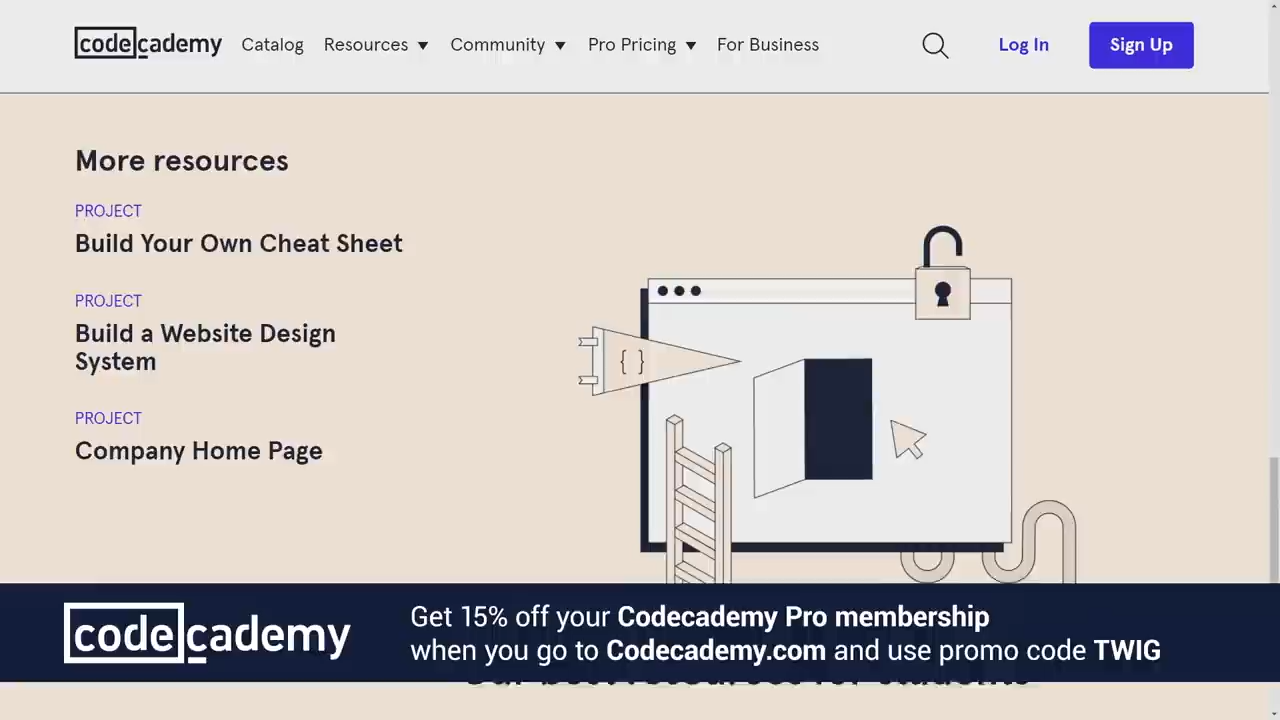 codecademy Catalog Resources Community Pro Pricing For Business Log In Sign Up
More resources
PROJECT
Build Your Own Cheat Sheet
PROJECT
Build a Website Design
System
PROJECT
Company Home Page
{ }
codecademy
Get 15% off your Codecademy Pro membership
when you go to Codecademy.com and use promo code TWIG